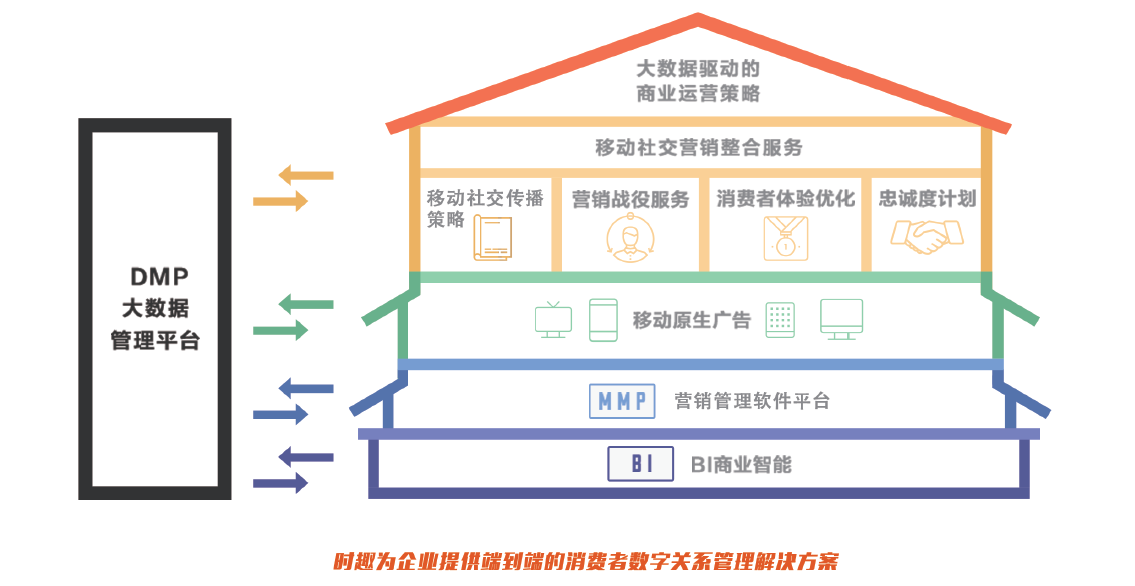 大数据驱动的
商业运营策略
移动社交营销整合服务
移动社交传播
策略
营销战役服务
消费者体验优化
忠诚度计划
1
DMP
大数据
管理平台
移动原生广告
MMP 营销管理软件平台
BI BI商业智能
时趣为企业提供端到端的消费者数字关系管理解决方案